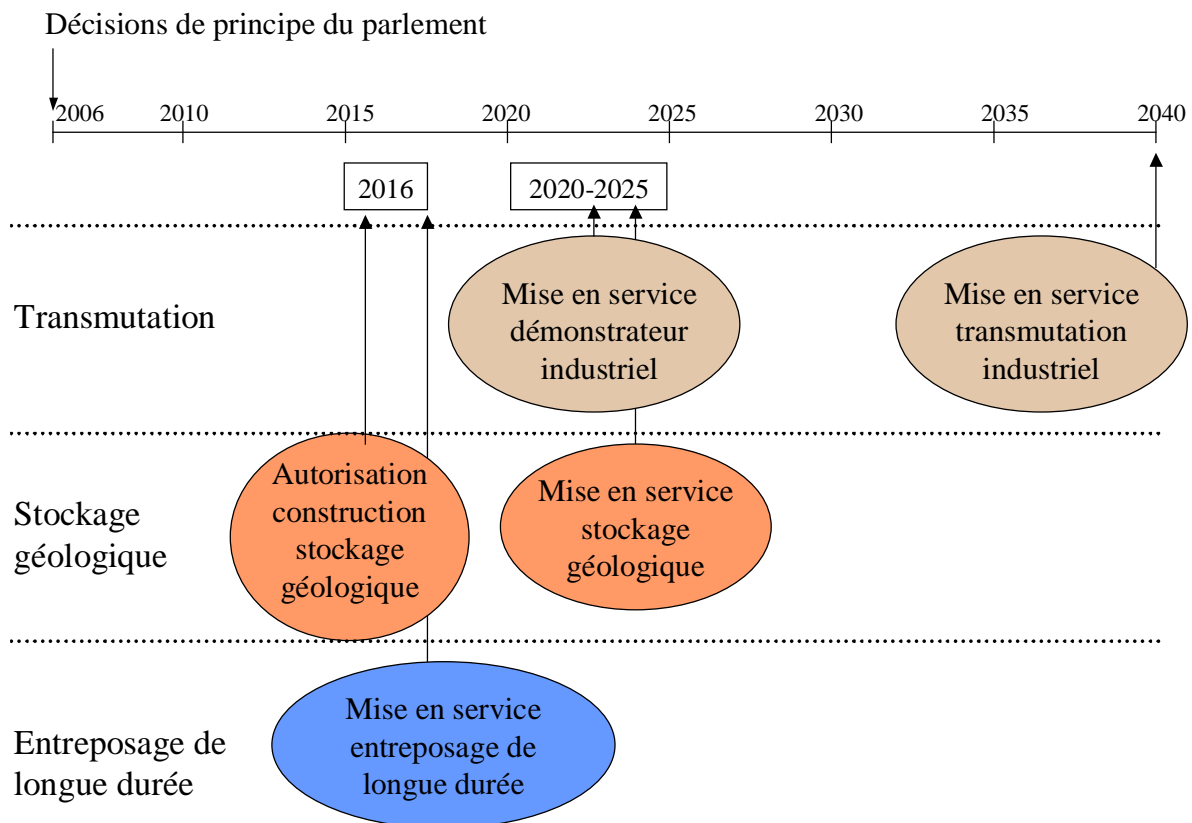 Décisions de principe du parlement
2006 2010 2015 2020 2025 2030 2035 2040
2016 2020-2025
Transmutation
Mise en service
démonstrateur
industriel
Mise en service
transmutation
industriel
Stockage
géologique
Autorisation
construction
stockage
géologique
Mise en service
stockage
géologique
Entreposage de
longue durée
Mise en service
entreposage de
longue durée